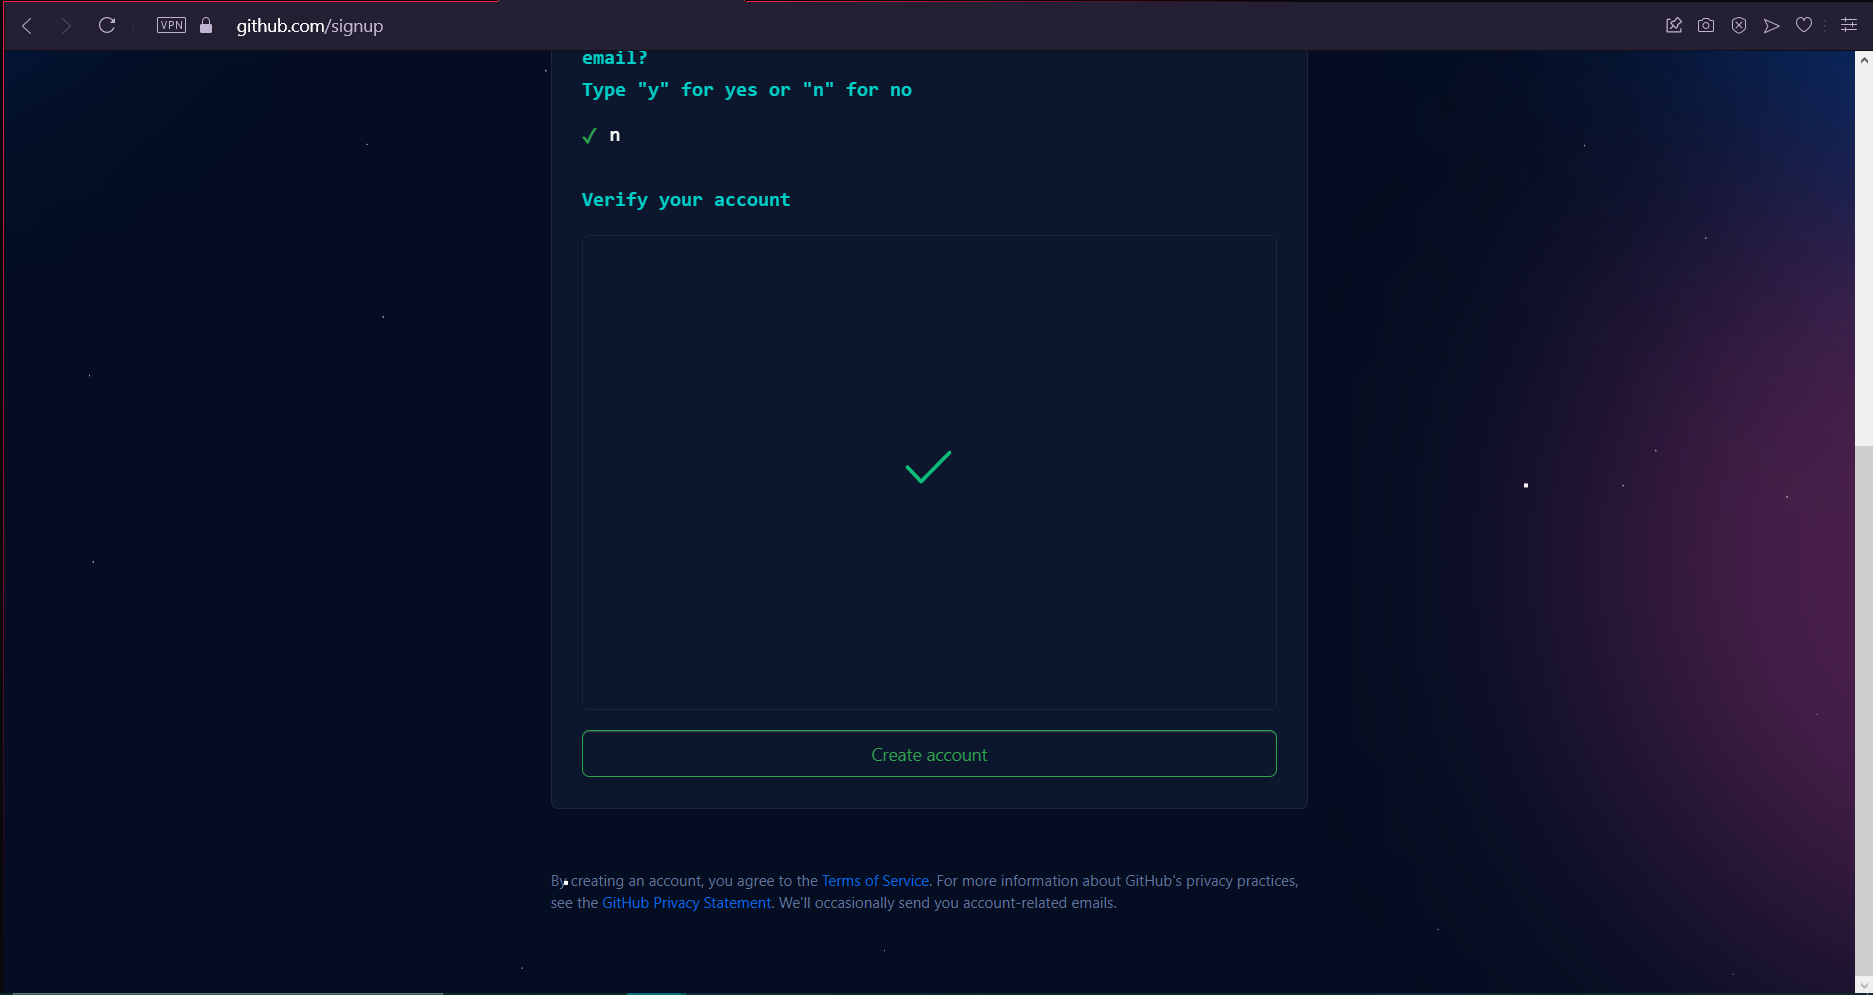 VPN
github.com/signup
email?
Type "y" for yes or "n" for no
✓ n
Verify your account
Create account
By creating an account, you agree to the Terms of Service. For more information about GitHub's privacy practices,
see the GitHub Privacy Statement. We'll occasionally send you account-related emails.